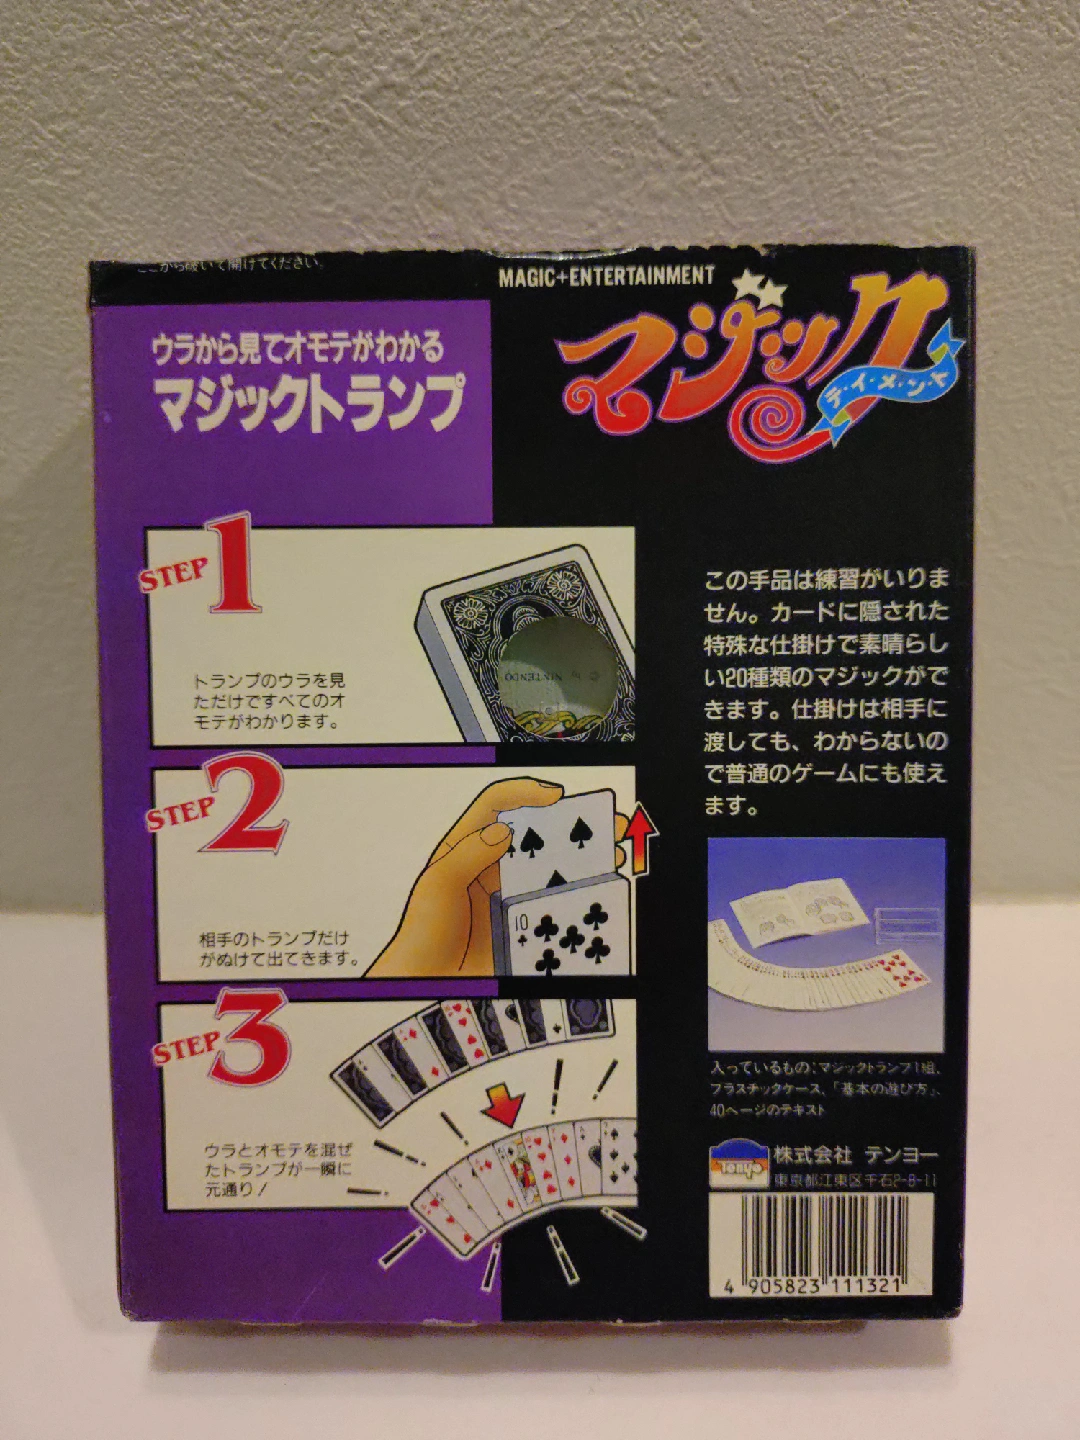 ここから破いて開けてください。
MAGIC+ENTERTAINMENT
マジック
テ・イ・メ・ン・ト
ウラから見てオモテがわかる
マジックトランプ
STEP 1
トランプのウラを見
ただけですべてのオ
モテがわかります。
NINTENDO
STEP 2
相手のトランプだけ
がぬけて出てきます。
10
STEP 3
ウラとオモテを混ぜ
たトランプが一瞬に
元通り！
この手品は練習がいりま
せん。カードに隠された
特殊な仕掛けで素晴らし
い20種類のマジックがで
きます。仕掛けは相手に
渡しても、わからないの
で普通のゲームにも使え
ます。
入っているもの：マジックトランプ1組、
プラスチックケース、「基本の遊び方」、
40ページのテキスト
Tenyo
株式会社 テンヨー
東京都江東区千石2-8-11
4 905823 111321